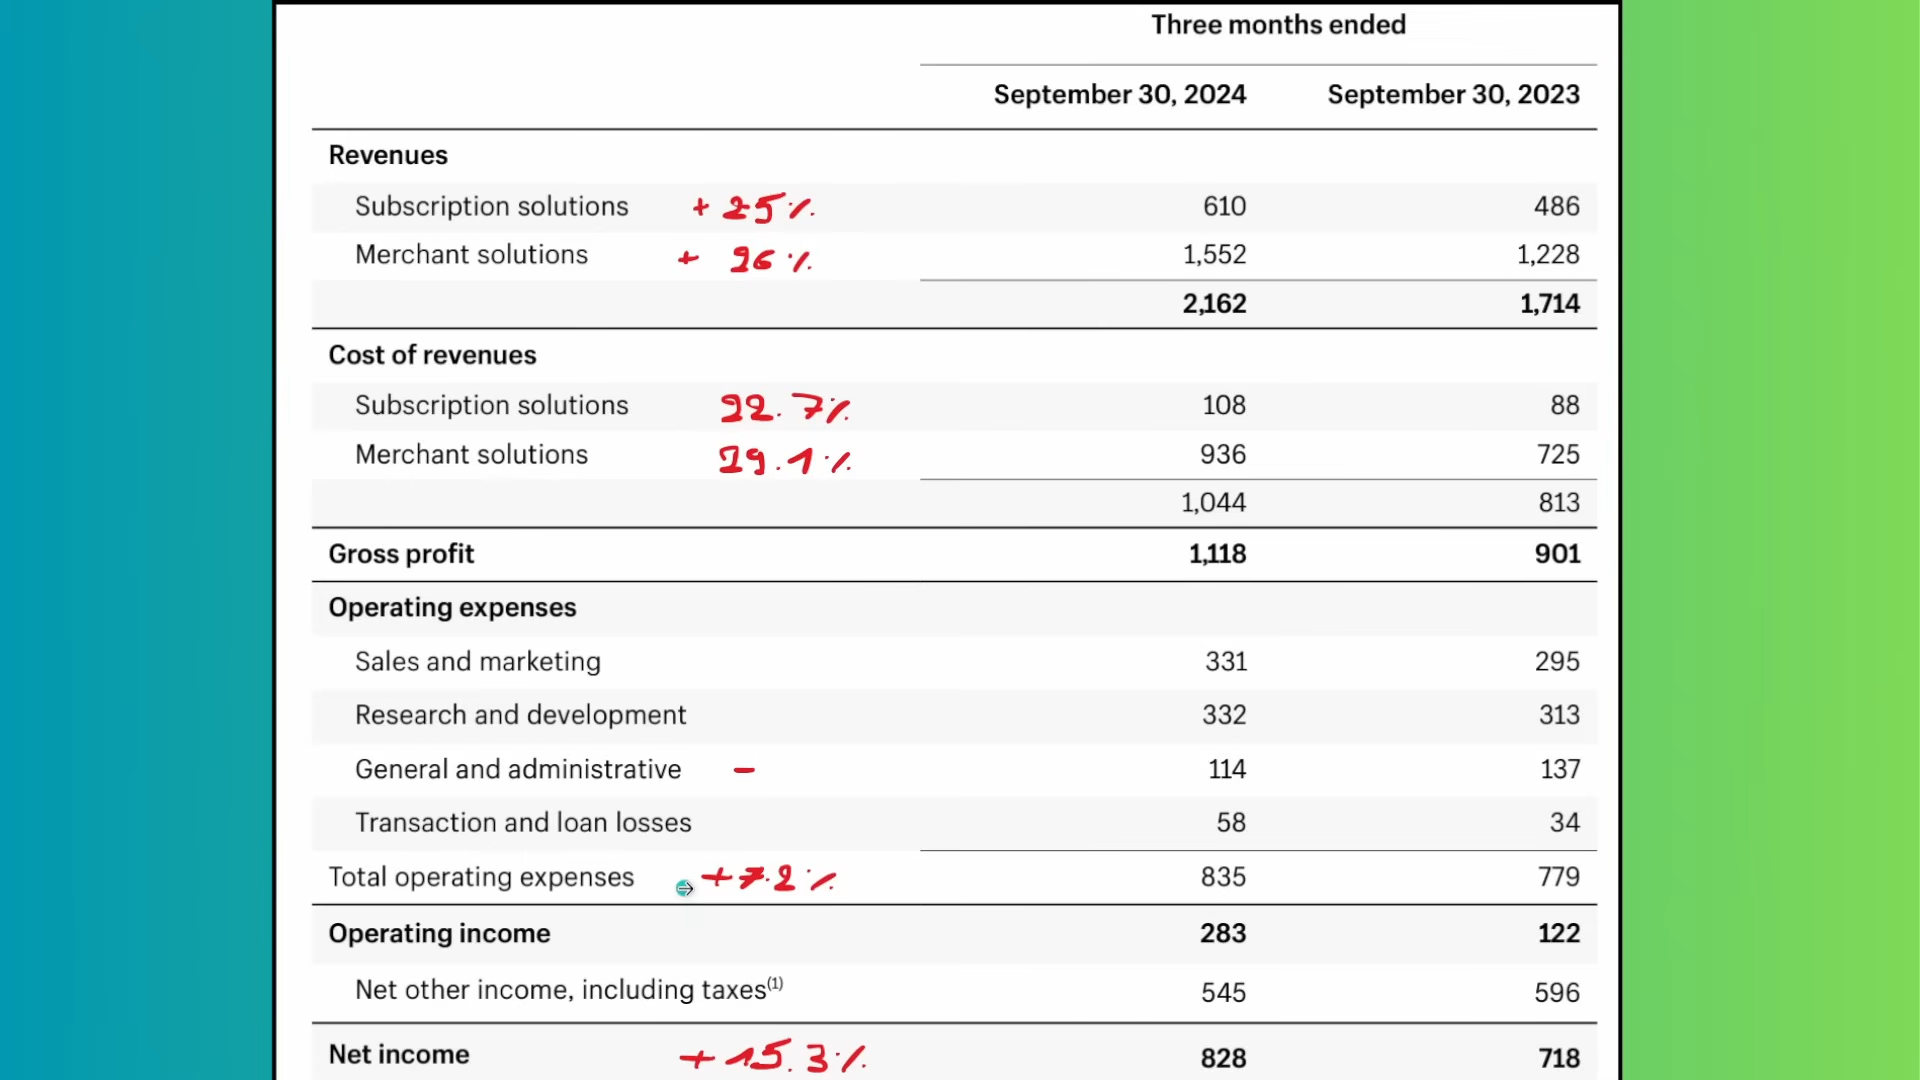 Three months ended
September 30, 2024 September 30, 2023
Revenues
Subscription solutions + 25% 610 486
Merchant solutions + 26% 1,552 1,228
2,162 1,714
Cost of revenues
Subscription solutions 22.7% 108 88
Merchant solutions 29.1% 936 725
1,044 813
Gross profit 1,118 901
Operating expenses
Sales and marketing 331 295
Research and development 332 313
General and administrative - 114 137
Transaction and loan losses 58 34
Total operating expenses +7.2% 835 779
Operating income 283 122
Net other income, including taxes(1) 545 596
Net income +15.3% 828 718